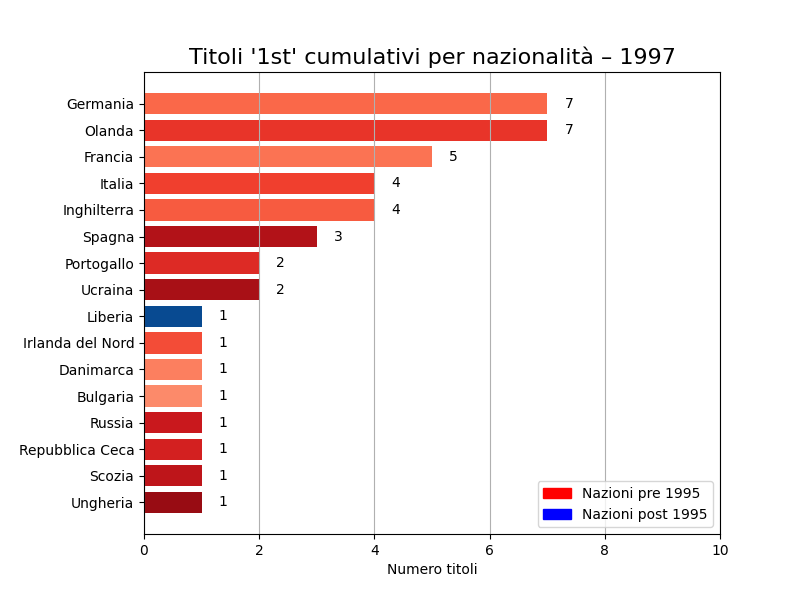 Titoli '1st' cumulativi per nazionalità – 1997
Germania 7
Olanda 7
Francia 5
Italia 4
Inghilterra 4
Spagna 3
Portogallo 2
Ucraina 2
Liberia 1
Irlanda del Nord 1
Danimarca 1
Bulgaria 1
Russia 1
Repubblica Ceca 1
Scozia 1
Ungheria 1
Nazioni pre 1995
Nazioni post 1995
0 2 4 6 8 10
Numero titoli